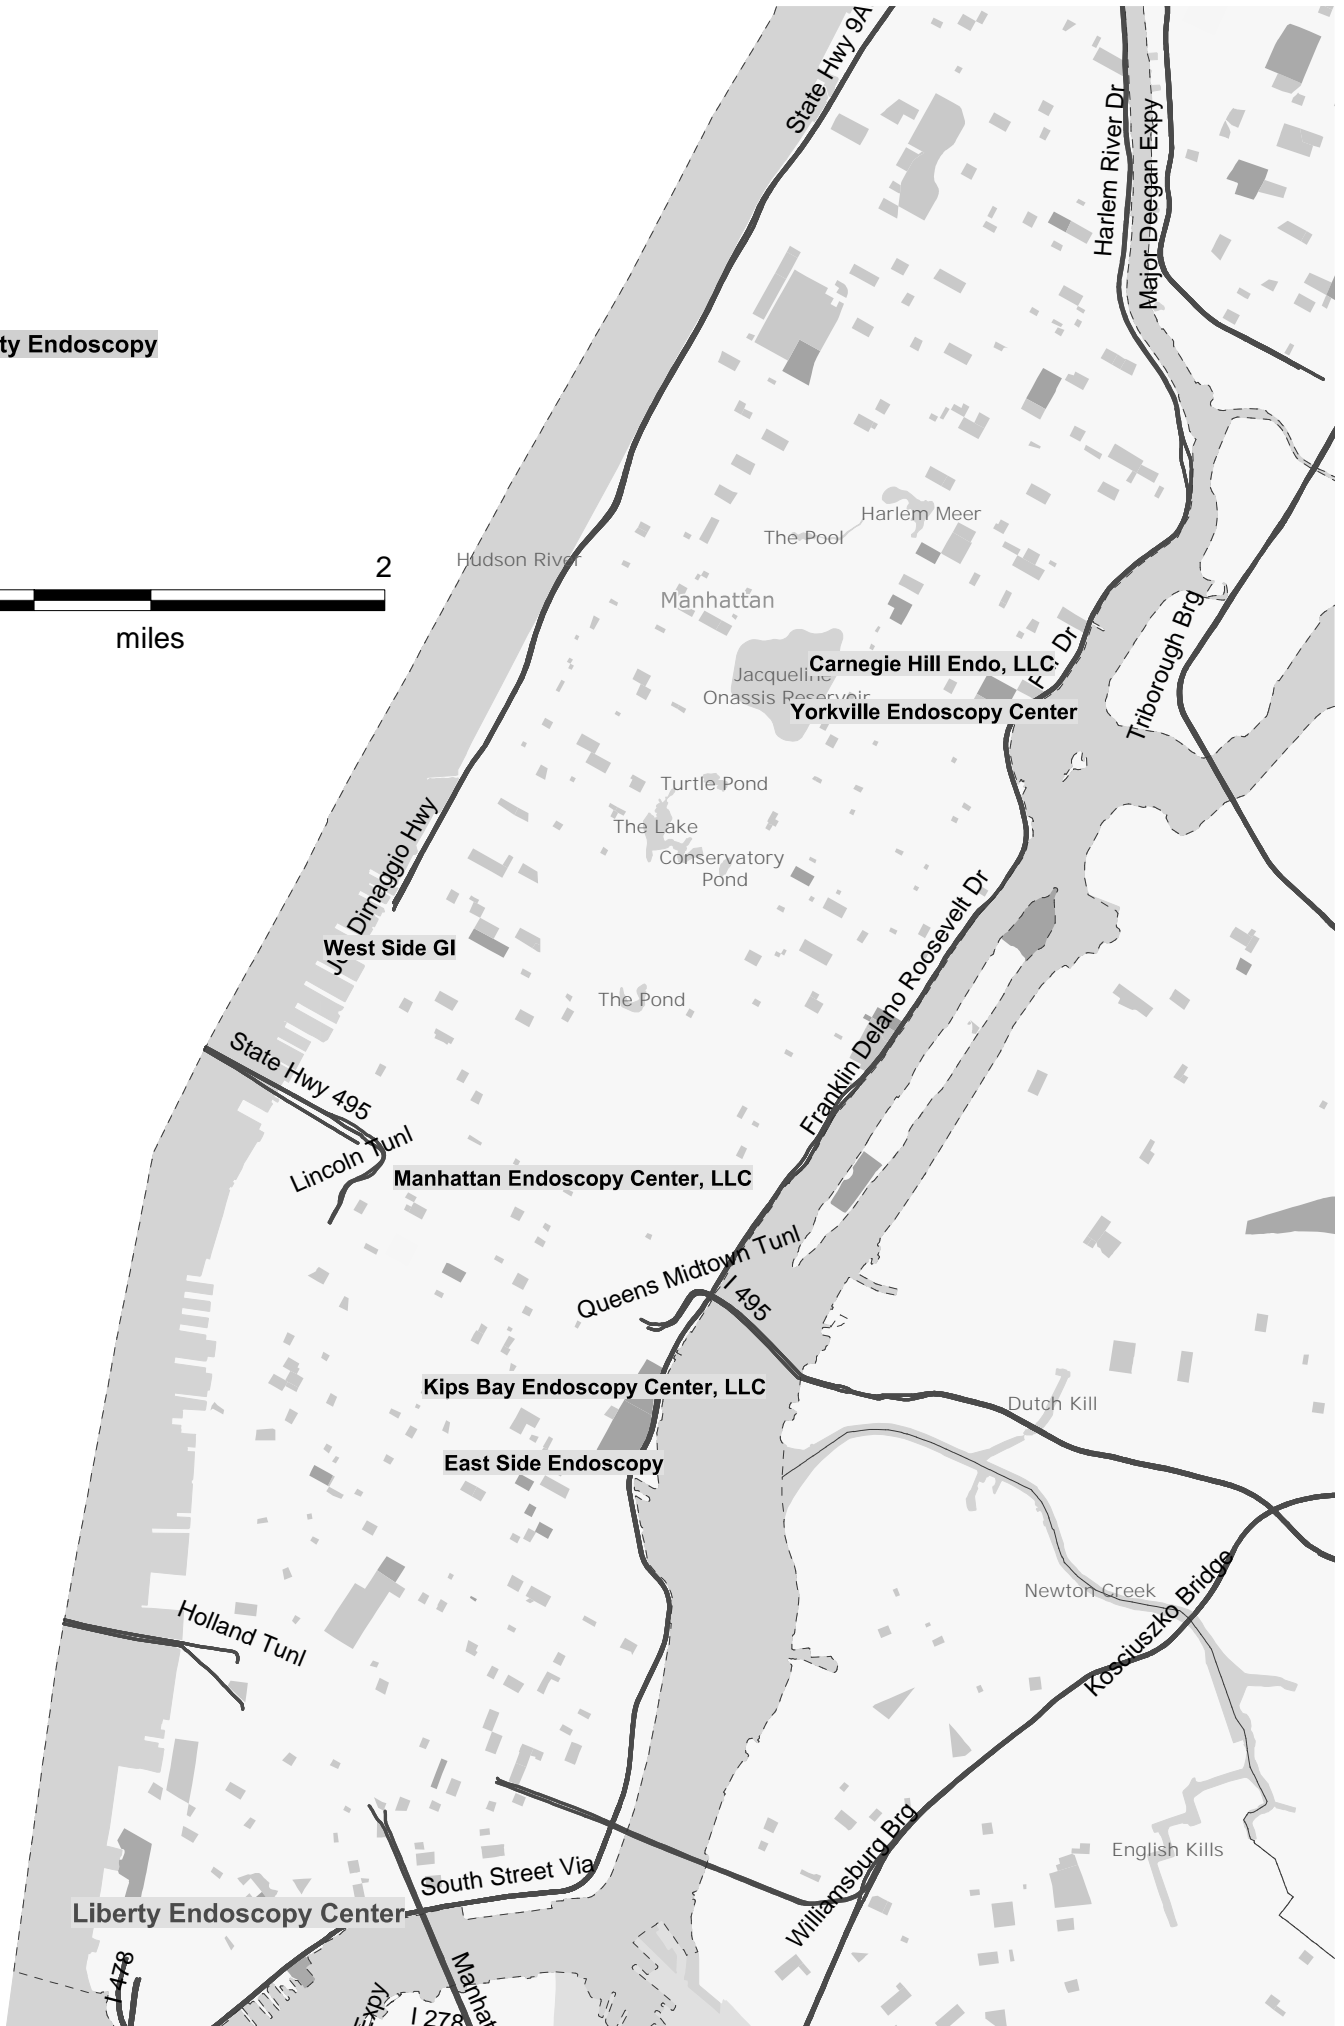 State Hwy 9A
Harlem River Dr
Major Deegan Expy
ty Endoscopy
Harlem Meer
The Pool
Hudson River
2
Manhattan
miles
Triborough Brg
Carnegie Hill Endo, LLC
Dr
Jacqueline
Onassis Reservoir
Yorkville Endoscopy Center
Turtle Pond
The Lake
Conservatory
Pond
Dimaggio Hwy
West Side GI
Franklin Delano Roosevelt Dr
The Pond
State Hwy 495
Lincoln Tunl
Manhattan Endoscopy Center, LLC
Queens Midtown Tunl
I 495
Kips Bay Endoscopy Center, LLC
Dutch Kill
East Side Endoscopy
Newton Creek
Kosciuszko Bridge
Holland Tunl
Williamsburg Brg
English Kills
South Street Via
Liberty Endoscopy Center
I 478
Manhat
Expy
I 278